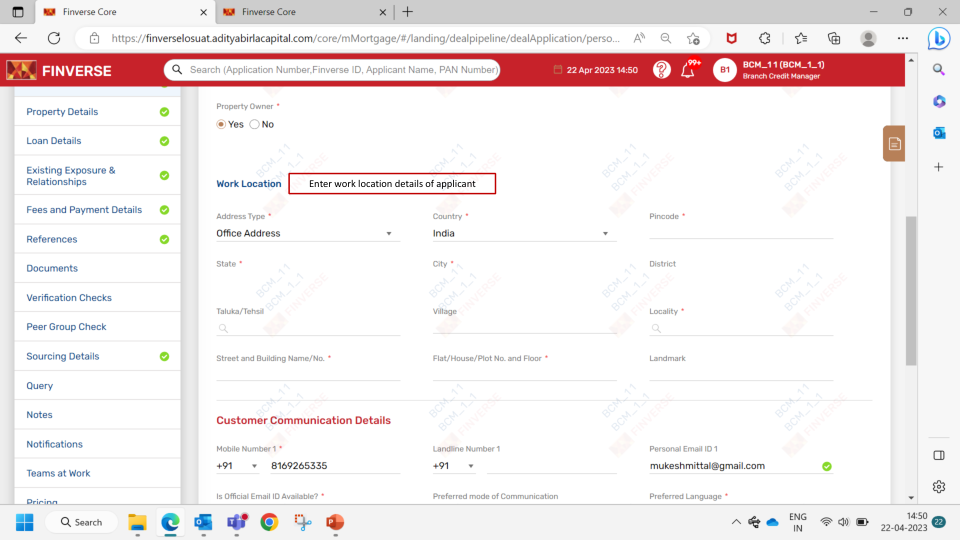 Finverse Core
Finverse Core
https://finverselosuat.adityabirlacapital.com/core/mMortgage/#/landing/dealpipeline/dealApplication/perso...
FINVERSE
Search (Application Number,Finverse ID, Applicant Name, PAN Number)
22 Apr 2023 14:50
99+
B1
BCM_1 1 (BCM_1_1)
Branch Credit Manager
Property Details
Loan Details
Existing Exposure &
Relationships
Fees and Payment Details
References
Documents
Verification Checks
Peer Group Check
Sourcing Details
Query
Notes
Notifications
Teams at Work
Pricing
Property Owner *
Yes No
Work Location
Enter work location details of applicant
Address Type * Country * Pincode *
Office Address India
State * City * District
Taluka/Tehsil Village Locality *
Street and Building Name/No. * Flat/House/Plot No. and Floor * Landmark
Customer Communication Details
Mobile Number 1 * Landline Number 1 Personal Email ID 1
+91 8169265335 +91 mukeshmittal@gmail.com
Is Official Email ID Available? * Preferred mode of Communication Preferred Language *
BCM_1 1
BCM_1_1
FINVERSE
Search
ENG
IN
14:50
22-04-2023
22